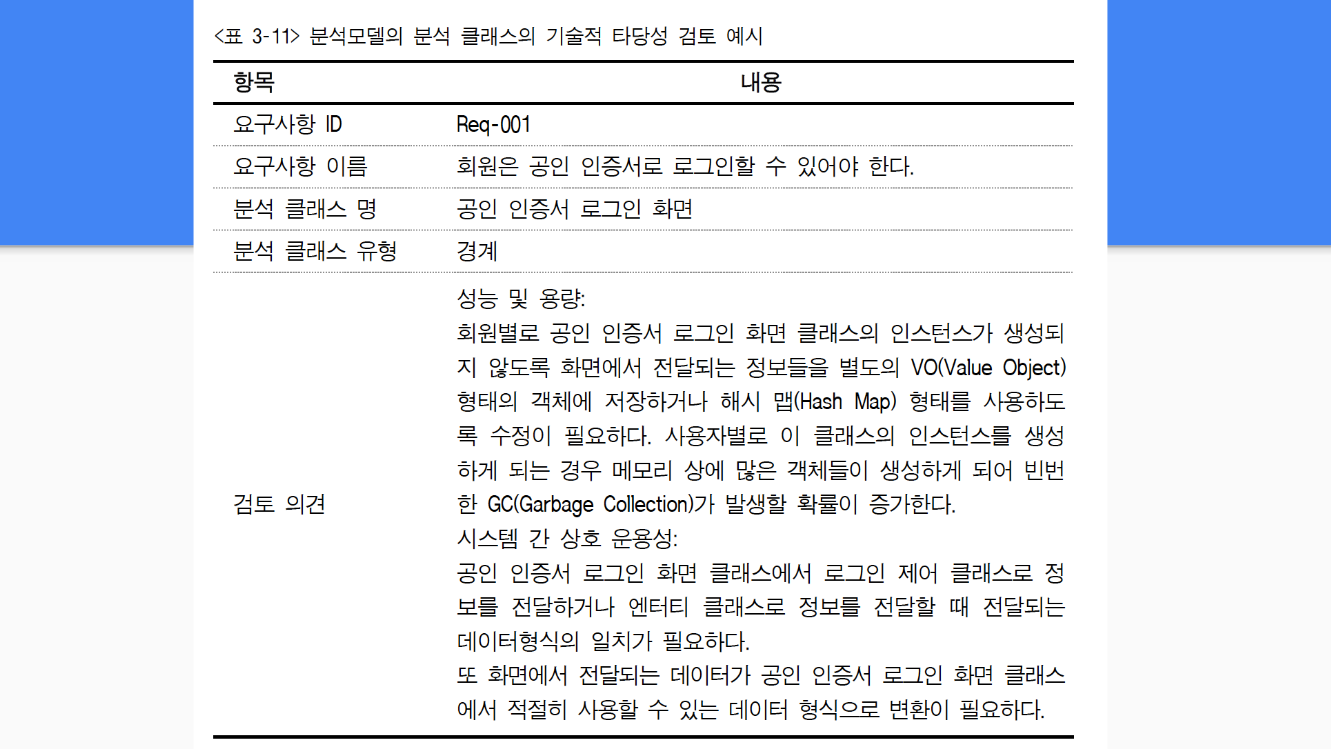 <표 3-11> 분석모델의 분석 클래스의 기술적 타당성 검토 예시
항목 내용
요구사항 ID Req-001
요구사항 이름 회원은 공인 인증서로 로그인할 수 있어야 한다.
분석 클래스 명 공인 인증서 로그인 화면
분석 클래스 유형 경계
검토 의견
성능 및 용량:
회원별로 공인 인증서 로그인 화면 클래스의 인스턴스가 생성되
지 않도록 화면에서 전달되는 정보들을 별도의 VO(Value Object)
형태의 객체에 저장하거나 해시 맵(Hash Map) 형태를 사용하도
록 수정이 필요하다. 사용자별로 이 클래스의 인스턴스를 생성
하게 되는 경우 메모리 상에 많은 객체들이 생성하게 되어 빈번
한 GC(Garbage Collection)가 발생할 확률이 증가한다.
시스템 간 상호 운용성:
공인 인증서 로그인 화면 클래스에서 로그인 제어 클래스로 정
보를 전달하거나 엔터티 클래스로 정보를 전달할 때 전달되는
데이터형식의 일치가 필요하다.
또 화면에서 전달되는 데이터가 공인 인증서 로그인 화면 클래스
에서 적절히 사용할 수 있는 데이터 형식으로 변환이 필요하다.